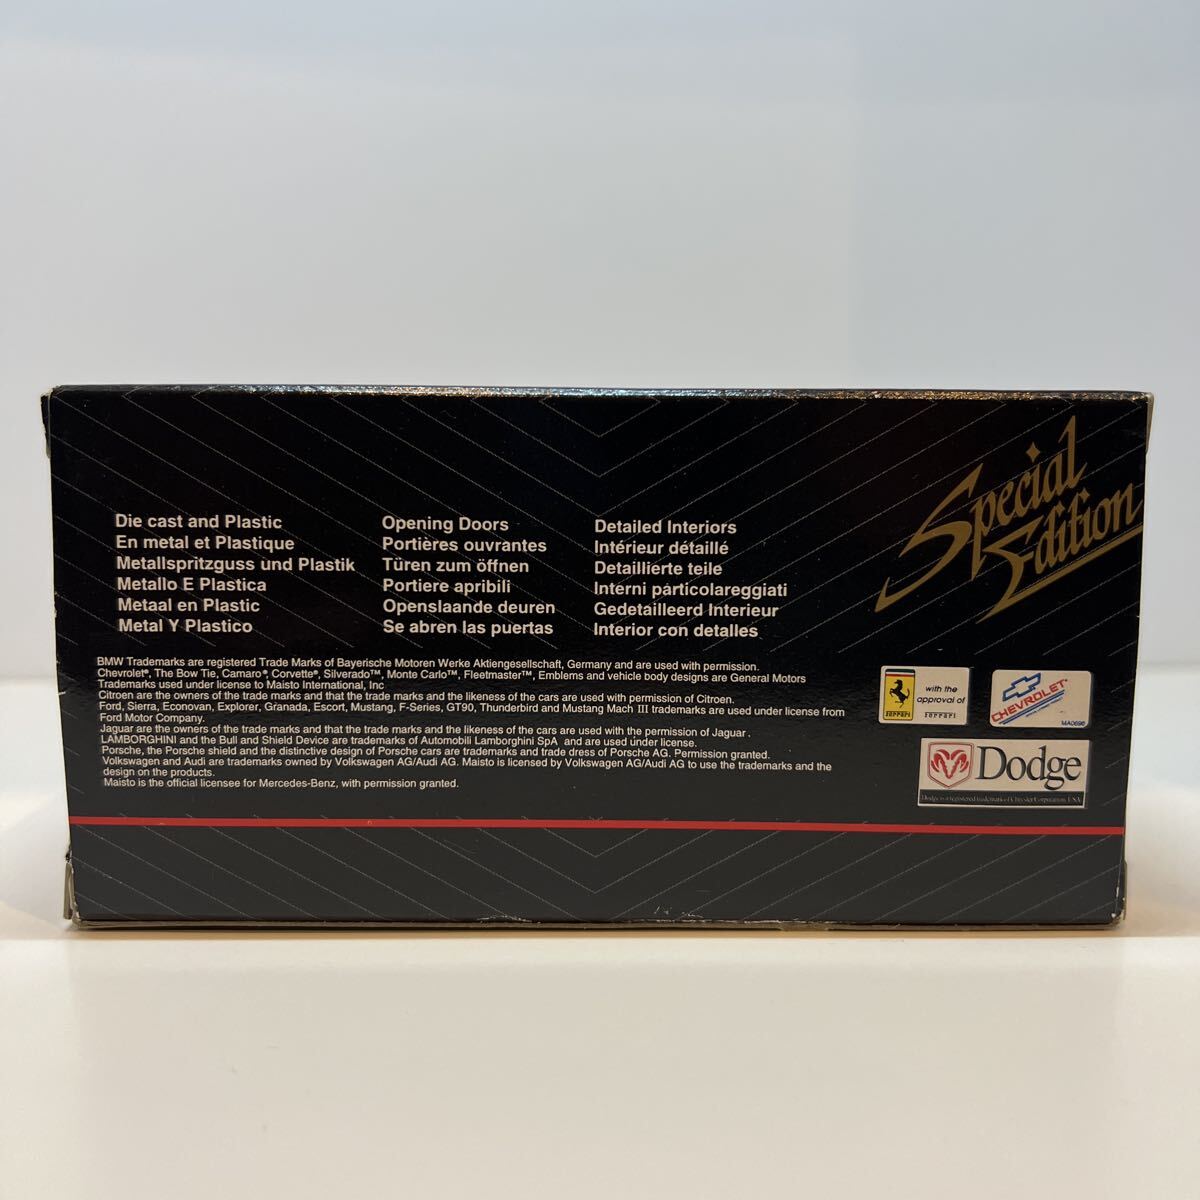 Special
Edition
Die cast and Plastic
En metal et Plastique
Metallspritzguss und Plastik
Metallo E Plastica
Metaal en Plastic
Metal Y Plastico
Opening Doors
Portières ouvrantes
Türen zum öffnen
Portiere apribili
Openslaande deuren
Se abren las puertas
Detailed Interiors
Intérieur détaillé
Detaillierte teile
Interni particolareggiati
Gedetailleerd Interieur
Interior con detalles
BMW Trademarks are registered Trade Marks of Bayerische Motoren Werke Aktiengesellschaft, Germany and are used with permission.
Chevrolet®, The Bow Tie, Camaro®, Corvette®, Silverado™, Monte Carlo™, Fleetmaster™, Emblems and vehicle body designs are General Motors
Trademarks used under license to Maisto International, Inc
Citroen are the owners of the trade marks and that the trade marks and the likeness of the cars are used with permission of Citroen.
Ford, Sierra, Econovan, Explorer, Granada, Escort, Mustang, F-Series, GT90, Thunderbird and Mustang Mach III trademarks are used under license from
Ford Motor Company.
Jaguar are the owners of the trade marks and that the trade marks and the likeness of the cars are used with the permission of Jaguar.
LAMBORGHINI and the Bull and Shield Device are trademarks of Automobili Lamborghini SpA and are used under license.
Porsche, the Porsche shield and the distinctive design of Porsche cars are trademarks and trade dress of Porsche AG. Permission granted.
Volkswagen and Audi are trademarks owned by Volkswagen AG/Audi AG. Maisto is licensed by Volkswagen AG/Audi AG to use the trademarks and the
design on the products.
Maisto is the official licensee for Mercedes-Benz, with permission granted.
Ferrari
with the
approval of
Ferrari
CHEVROLET
MA0696
Dodge
Dodge is a registered trademark of Chrysler Corporation, USA